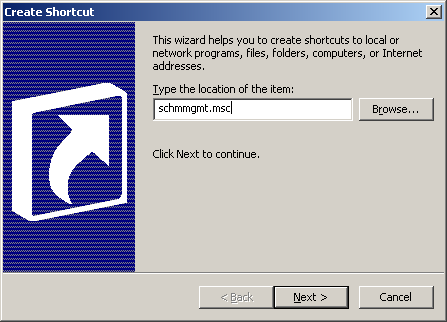 Create Shortcut
This wizard helps you to create shortcuts to local or
network programs, files, folders, computers, or Internet
addresses.
Type the location of the item:
schmmgmt.msc
Browse...
Click Next to continue.
< Back
Next >
Cancel